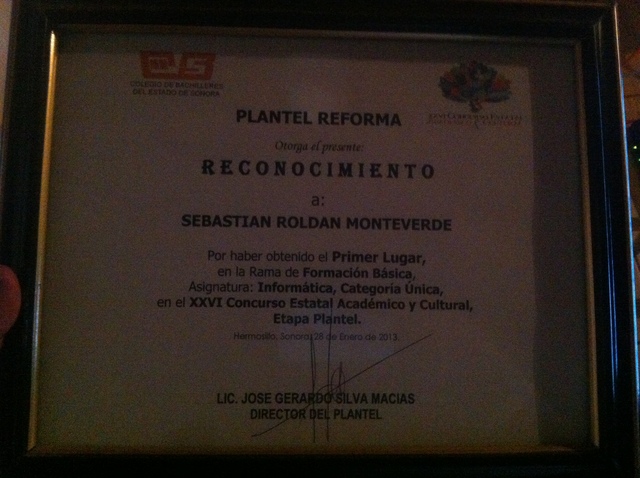 COLEGIO DE BACHILLERES
DEL ESTADO DE SONORA
PLANTEL REFORMA
Otorga el presente:
RECONOCIMIENTO
a:
SEBASTIAN ROLDAN MONTEVERDE
Por haber obtenido el Primer Lugar,
en la Rama de Formación Básica,
Asignatura: Informática, Categoría Única,
en el XXVI Concurso Estatal Académico y Cultural,
Etapa Plantel.
Hermosillo, Sonora; 28 de Enero de 2013.
LIC. JOSE GERARDO SILVA MACIAS
DIRECTOR DEL PLANTEL